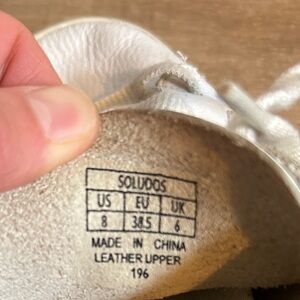 SOLUDOS
US EU UK
8 38.5 6
MADE IN CHINA
LEATHER UPPER
196